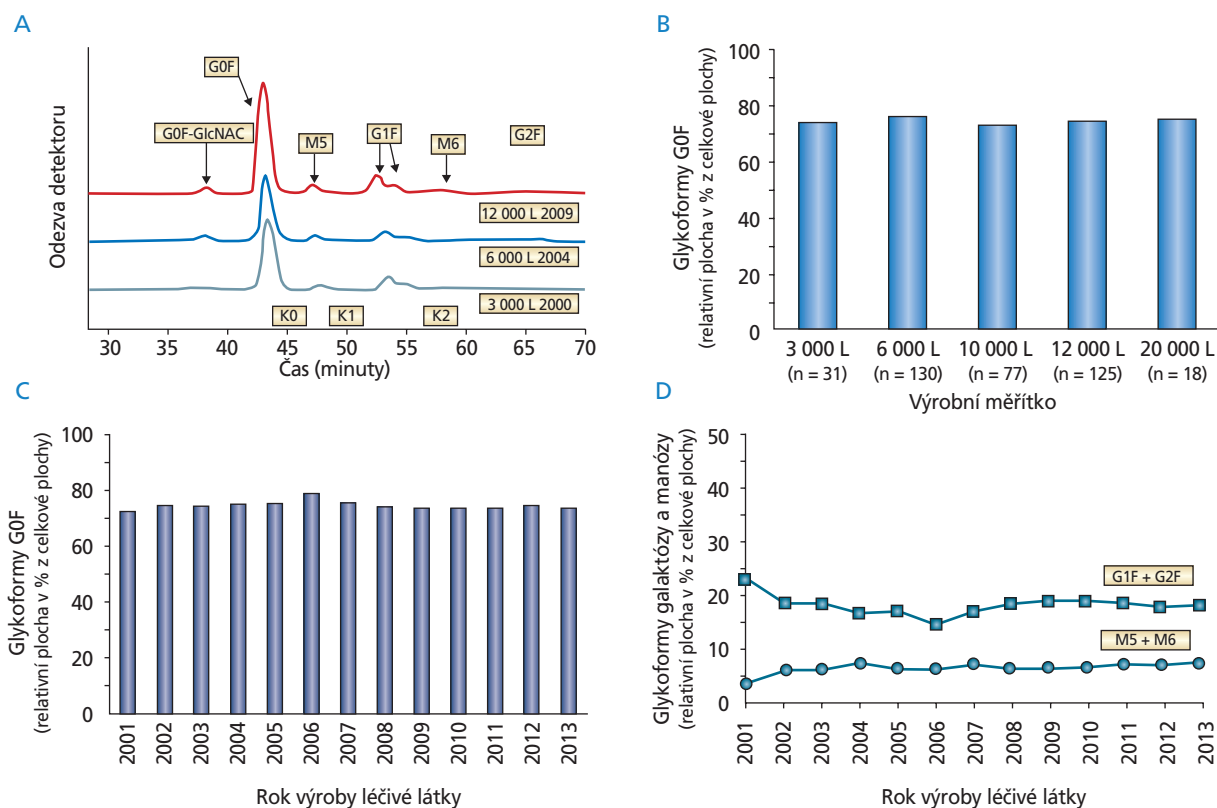 A
Odezva detektoru
G0F
G0F-GlcNAC
M5
G1F
M6
G2F
12 000 L 2009
6 000 L 2004
3 000 L 2000
K0
K1
K2
30
35
40
45
50
55
60
65
70
Čas (minuty)
B
Glykoformy G0F
(relativní plocha v % z celkové plochy)
100
80
60
40
20
0
3 000 L
(n = 31)
6 000 L
(n = 130)
10 000 L
(n = 77)
12 000 L
(n = 125)
20 000 L
(n = 18)
Výrobní měřítko
C
Glykoformy G0F
(relativní plocha v % z celkové plochy)
100
80
60
40
20
0
2001
2002
2003
2004
2005
2006
2007
2008
2009
2010
2011
2012
2013
Rok výroby léčivé látky
D
Glykoformy galaktózy a manózy
(relativní plocha v % z celkové plochy)
50
40
30
20
10
0
G1F + G2F
M5 + M6
2001
2002
2003
2004
2005
2006
2007
2008
2009
2010
2011
2012
2013
Rok výroby léčivé látky